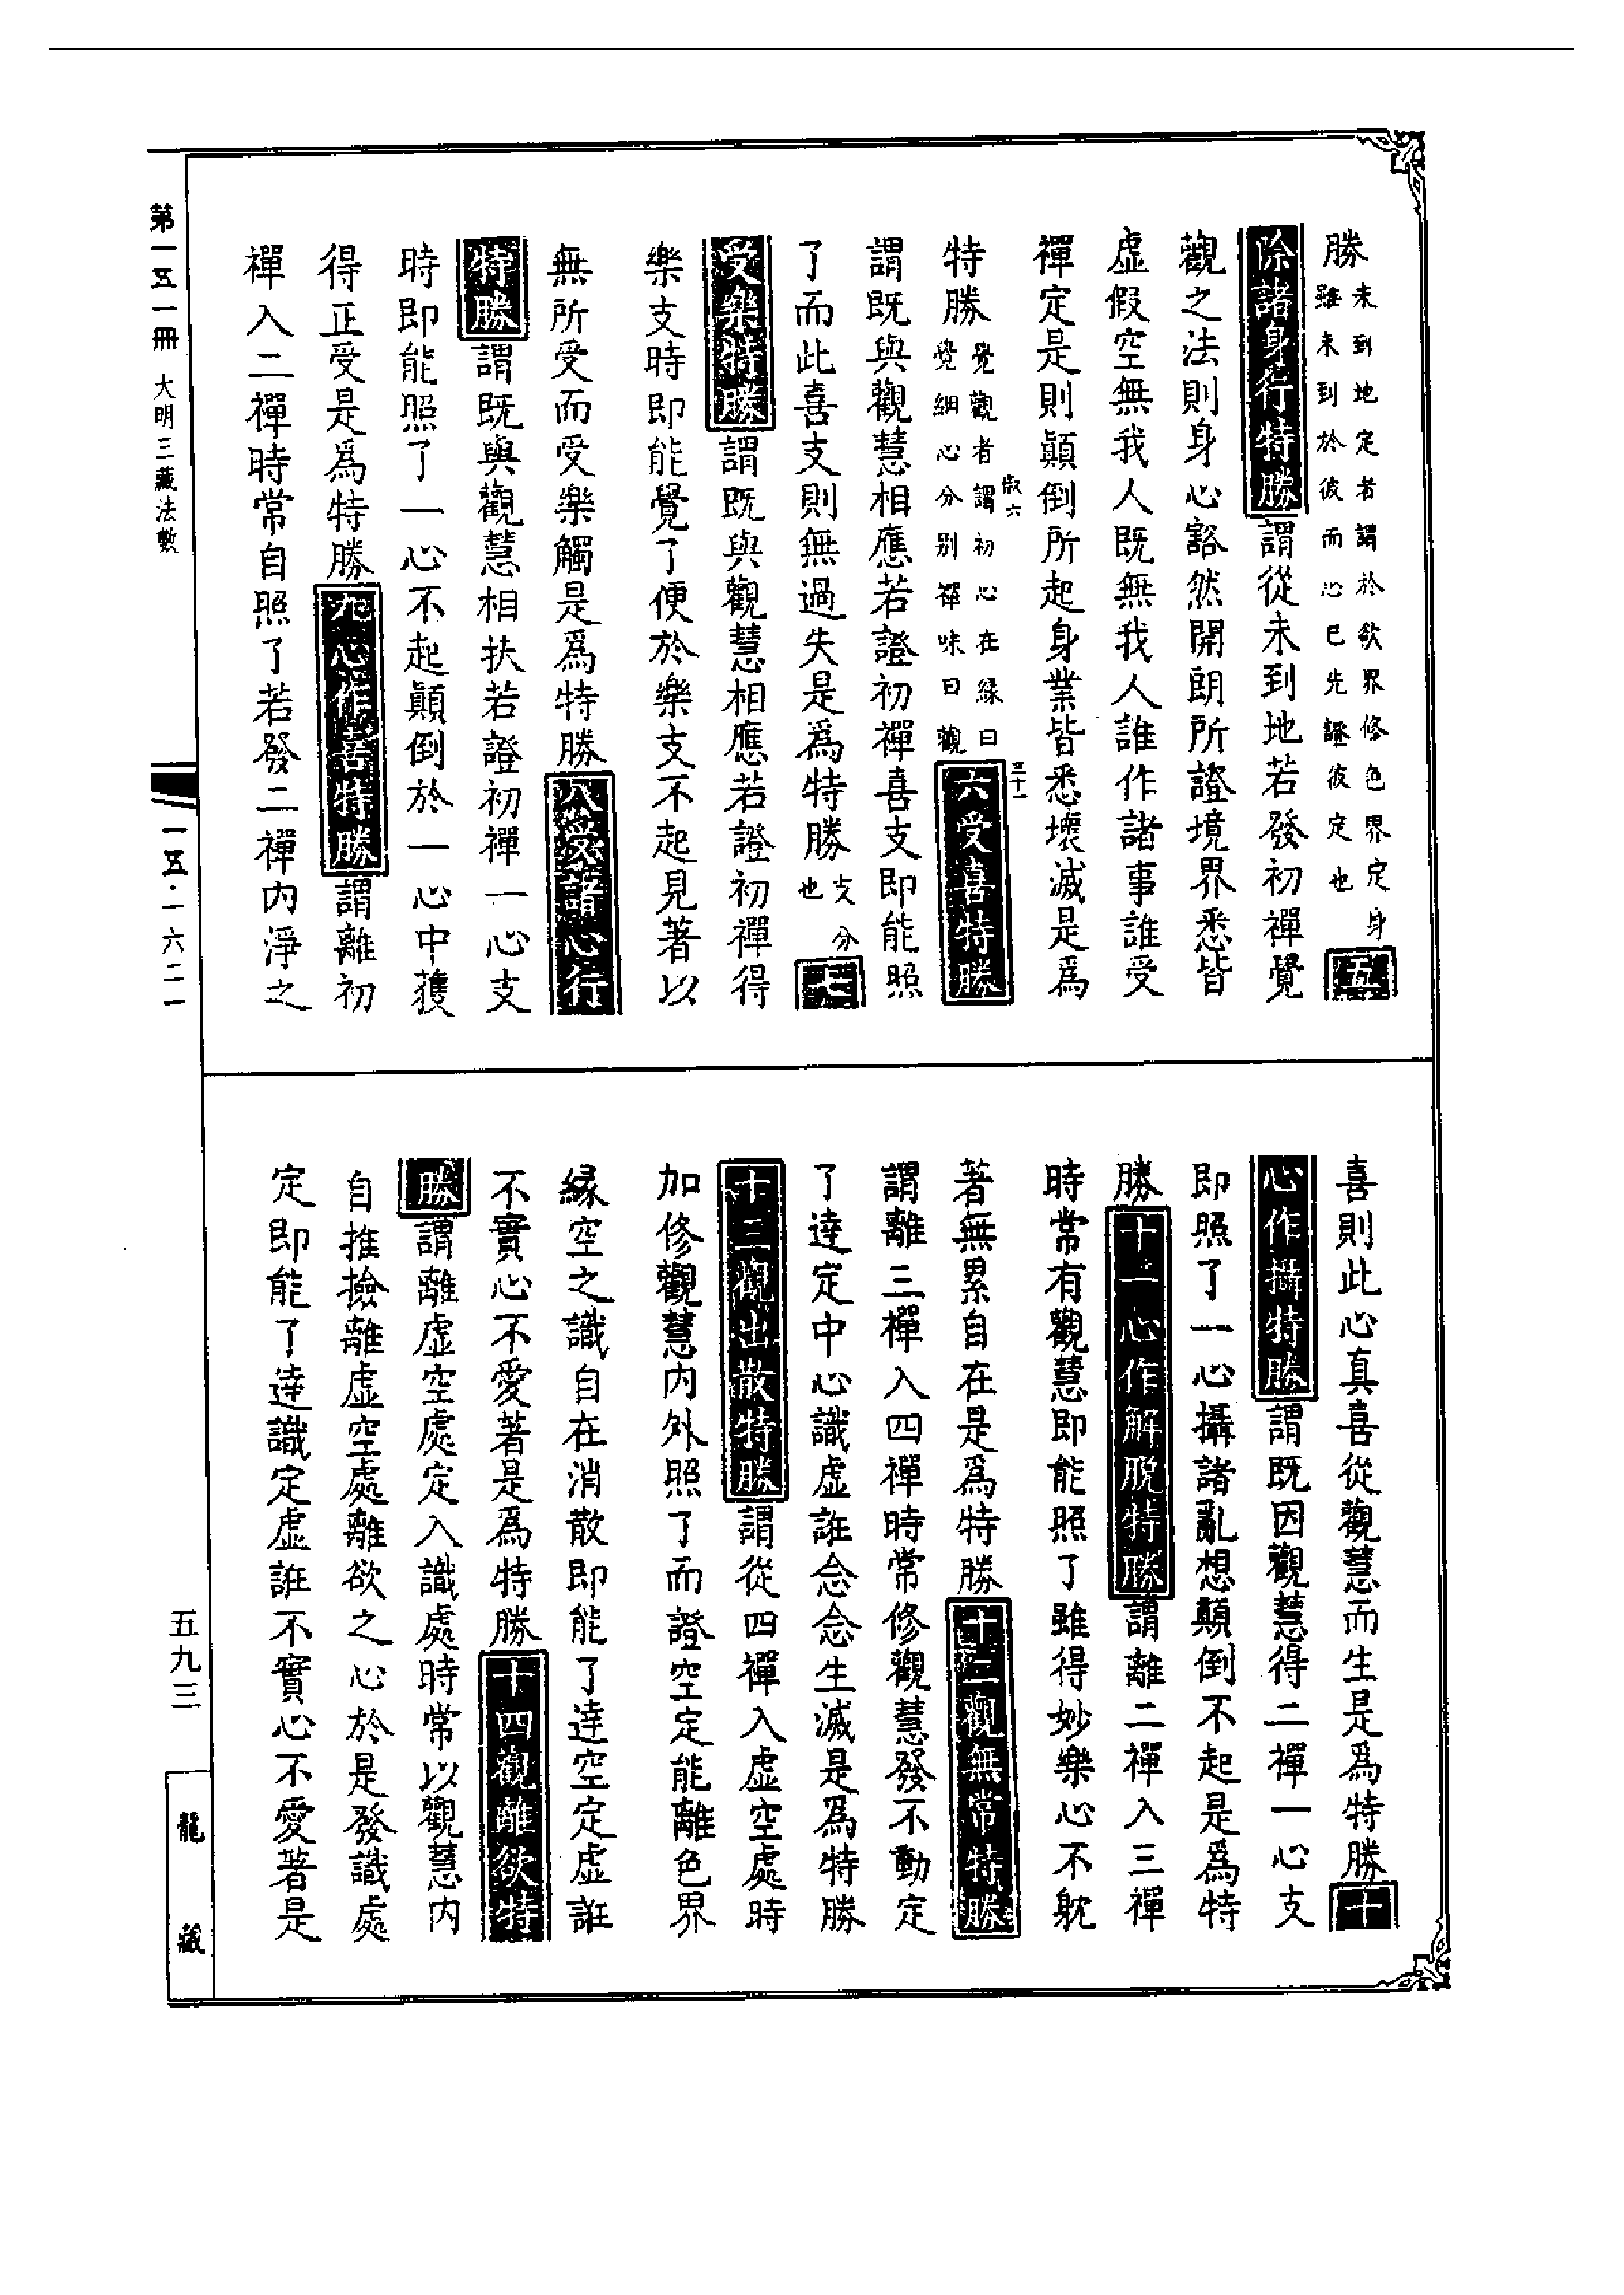 勝未到地定者謂於欲界修色界定身雖未到於彼而心已先證彼定也五
除諸身行特勝謂從未到地若發初禪覺
觀之法則身心豁然開朗所證境界悉皆
虛假空無我人既無我人誰作諸事誰受
禪定是則顛倒所起身業皆悉壞滅是爲
特勝覺觀者謂初心在緣曰覺細心分別禪味曰觀六受喜特勝
謂既與觀慧相應若證初禪喜支即能照
了而此喜支則無過失是爲特勝支分也七
受樂特勝謂既與觀慧相應若證初禪得
樂支時即能覺了便於樂支不起見著以
無所受而受樂觸是爲特勝八受諸心行
特勝謂既與觀慧相扶若證初禪一心支
時即能照了一心不起顛倒於一心中獲
得正受是爲特勝九心作喜特勝謂離初
禪入二禪時常自照了若發二禪內淨之
喜則此心真喜從觀慧而生是爲特勝十
心作攝特勝謂既因觀慧得二禪一心支
即照了一心攝諸亂想顛倒不起是爲特
勝十一心作解脫特勝謂離二禪入三禪
時常有觀慧即能照了雖得妙樂心不躭
著無累自在是爲特勝十二觀無常特勝
謂離三禪入四禪時常修觀慧發不動定
了達定中心識虛誑念念生滅是爲特勝
十三觀出散特勝謂從四禪入虛空處時
加修觀慧內外照了而證空定能離色界
緣空之識自在消散即能了達空定虛誑
不實心不愛著是爲特勝十四觀離欲特
勝謂離虛空處定入識處時常以觀慧內
自推撿離虛空處離欲之心於是發識處
定即能了達識定虛誑不實心不愛著是
第一五一冊 大明三藏法數
一五·一六二一
五九三
龍藏